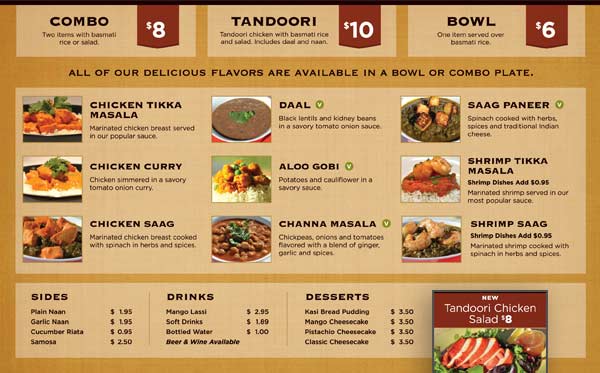 COMBO
Two items with basmati
rice or salad.
$8
TANDOORI
Tandoori chicken with basmati rice
and salad. Includes daal and naan.
$10
BOWL
One item served over
basmati rice.
$6
ALL OF OUR DELICIOUS FLAVORS ARE AVAILABLE IN A BOWL OR COMBO PLATE.
CHICKEN TIKKA
MASALA
Marinated chicken breast served
in our popular sauce.
DAAL V
Black lentils and kidney beans
in a savory tomato onion sauce.
SAAG PANEER V
Spinach cooked with herbs,
spices and traditional Indian
cheese.
CHICKEN CURRY
Chicken simmered in a savory
tomato onion curry.
ALOO GOBI V
Potatoes and cauliflower in a
savory sauce.
SHRIMP TIKKA
MASALA
Shrimp Dishes Add $0.95
Marinated shrimp served in our
most popular sauce.
CHICKEN SAAG
Marinated chicken breast cooked
with spinach in herbs and spices.
CHANNA MASALA V
Chickpeas, onions and tomatoes
flavored with a blend of ginger,
garlic and spices.
SHRIMP SAAG
Shrimp Dishes Add $0.95
Marinated shrimp cooked with
spinach in herbs and spices.
SIDES
Plain Naan $ 1.95
Garlic Naan $ 1.95
Cucumber Riata $ 0.95
Samosa $ 2.50
DRINKS
Mango Lassi $ 2.95
Soft Drinks $ 1.89
Bottled Water $ 1.00
Beer & Wine Available
DESSERTS
Kasi Bread Pudding $ 3.50
Mango Cheesecake $ 3.50
Pistachio Cheesecake $ 3.50
Classic Cheesecake $ 3.50
NEW
Tandoori Chicken
Salad $8